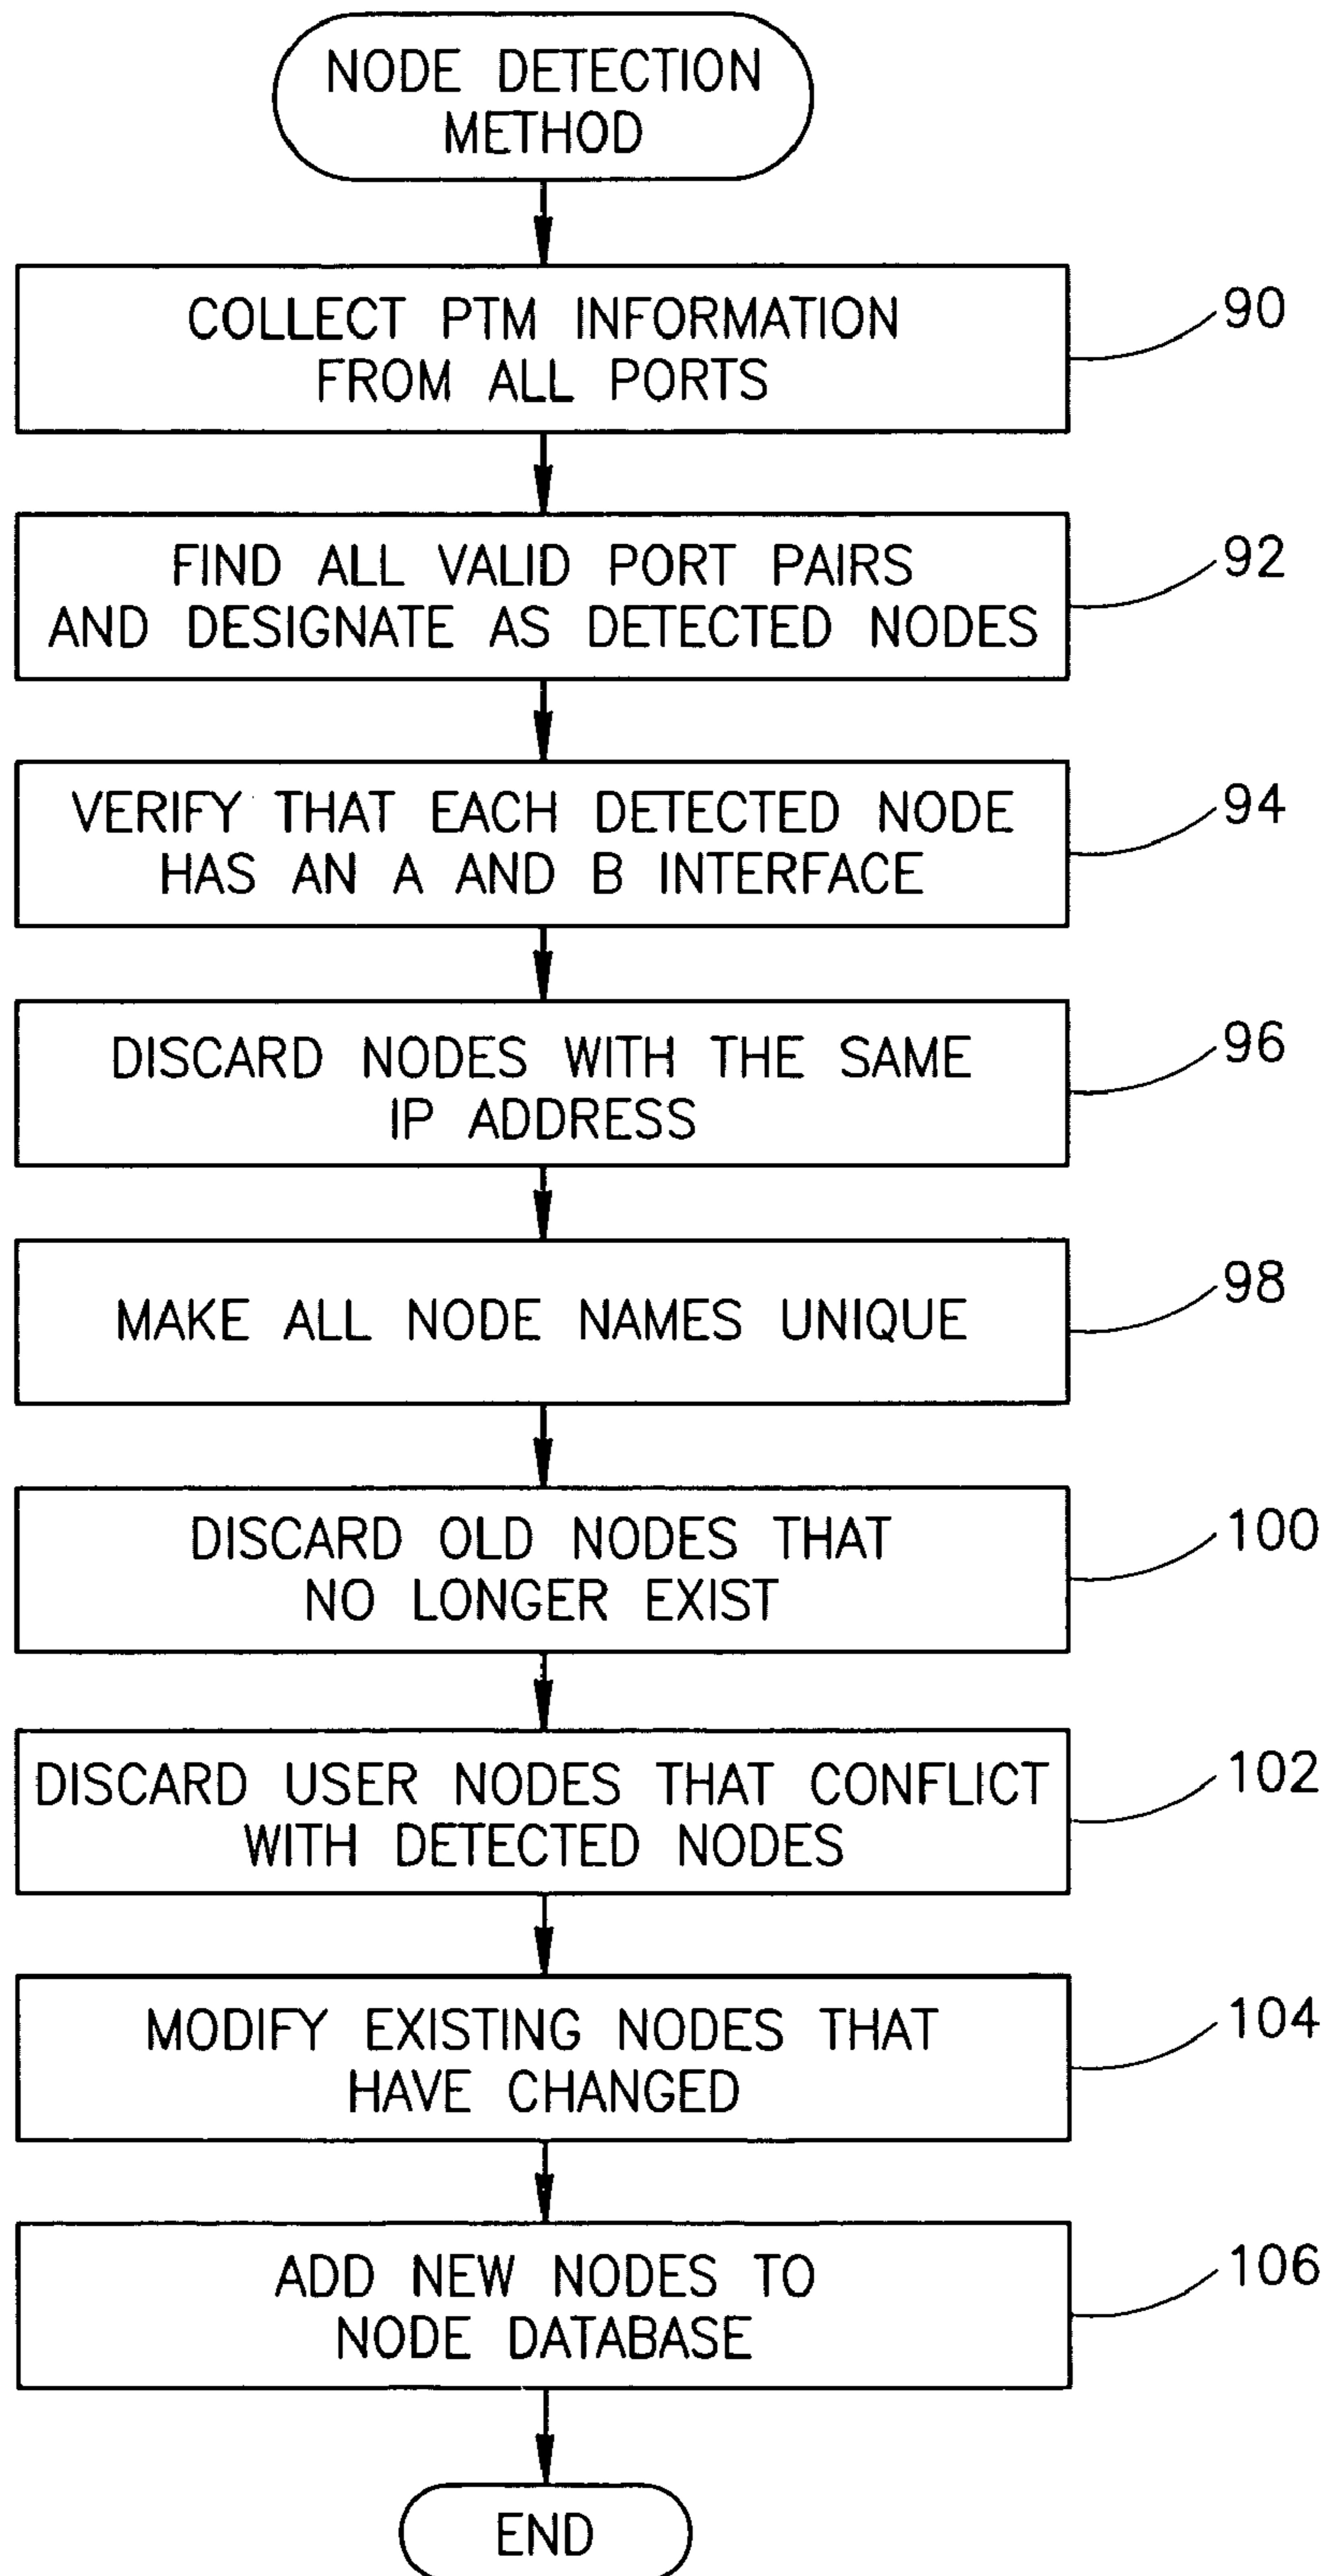 NODE DETECTION
METHOD
COLLECT PTM INFORMATION
FROM ALL PORTS
90
FIND ALL VALID PORT PAIRS
AND DESIGNATE AS DETECTED NODES
92
VERIFY THAT EACH DETECTED NODE
HAS AN A AND B INTERFACE
94
DISCARD NODES WITH THE SAME
IP ADDRESS
96
MAKE ALL NODE NAMES UNIQUE
98
DISCARD OLD NODES THAT
NO LONGER EXIST
100
DISCARD USER NODES THAT CONFLICT
WITH DETECTED NODES
102
MODIFY EXISTING NODES THAT
HAVE CHANGED
104
ADD NEW NODES TO
NODE DATABASE
106
END